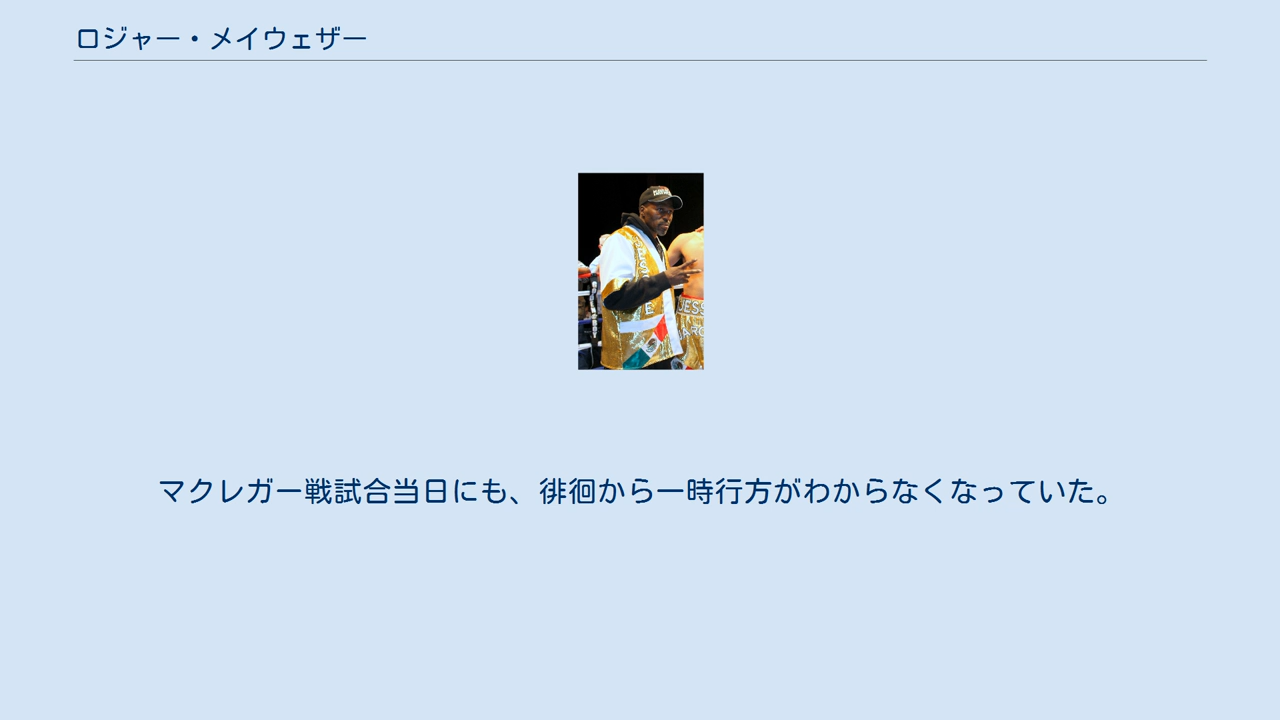 ロジャー・メイウェザー
JESS
マクレガー戦試合当日にも、徘徊から一時行方がわからなくなっていた。